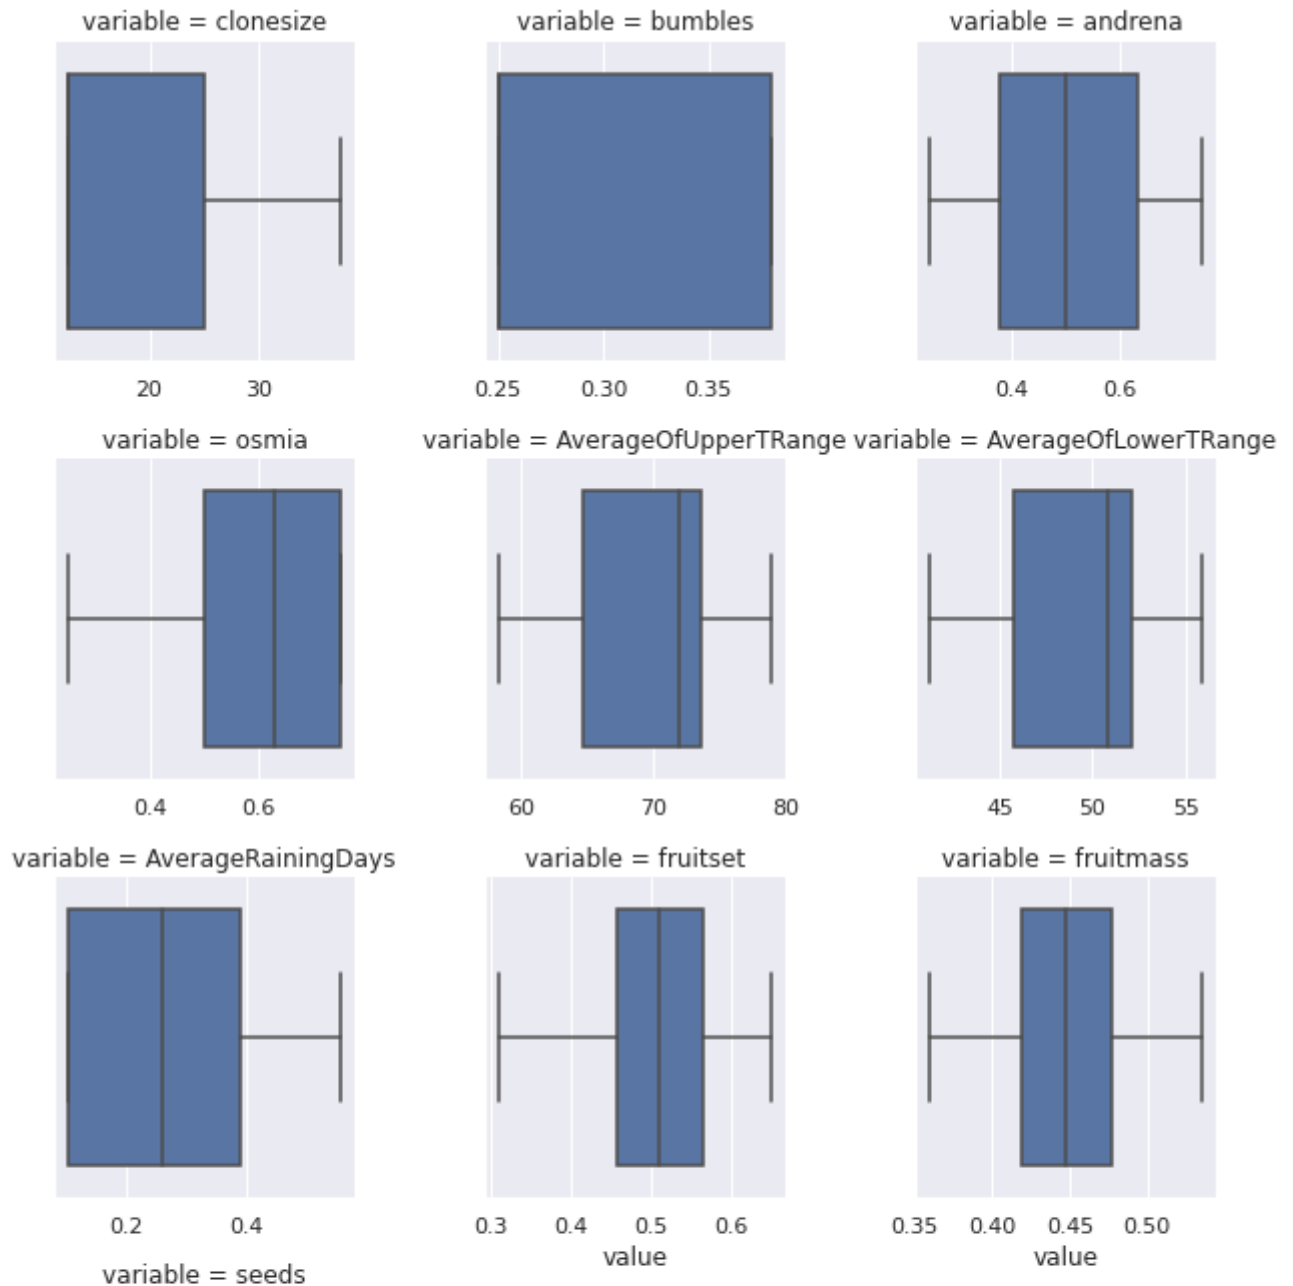 variable = clonesize variable = bumbles variable = andrena
20 30 0.25 0.30 0.35 0.4 0.6
variable = osmia variable = AverageOfUpperTRange variable = AverageOfLowerTRange
0.4 0.6 60 70 80 45 50 55
variable = AverageRainingDays variable = fruitset variable = fruitmass
0.2 0.4 0.3 0.4 0.5 0.6 0.35 0.40 0.45 0.50
value value
variable = seeds